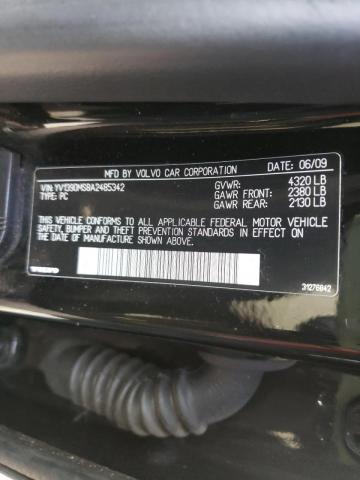 MFD BY VOLVO CAR CORPORATION DATE 06/09
VIN: YV1390MS8A2485342 GVWR: 4320 LB
TYPE: PC GAWR FRONT: 2380 LB
GAWR REAR: 2130 LB
THIS VEHICLE CONFORMS TO ALL APPLICABLE FEDERAL MOTOR VEHICLE
SAFETY, BUMPER AND THEFT PREVENTION STANDARDS IN EFFECT ON THE
DATE OF MANUFACTURE SHOWN ABOVE.
VOLVO 31276642